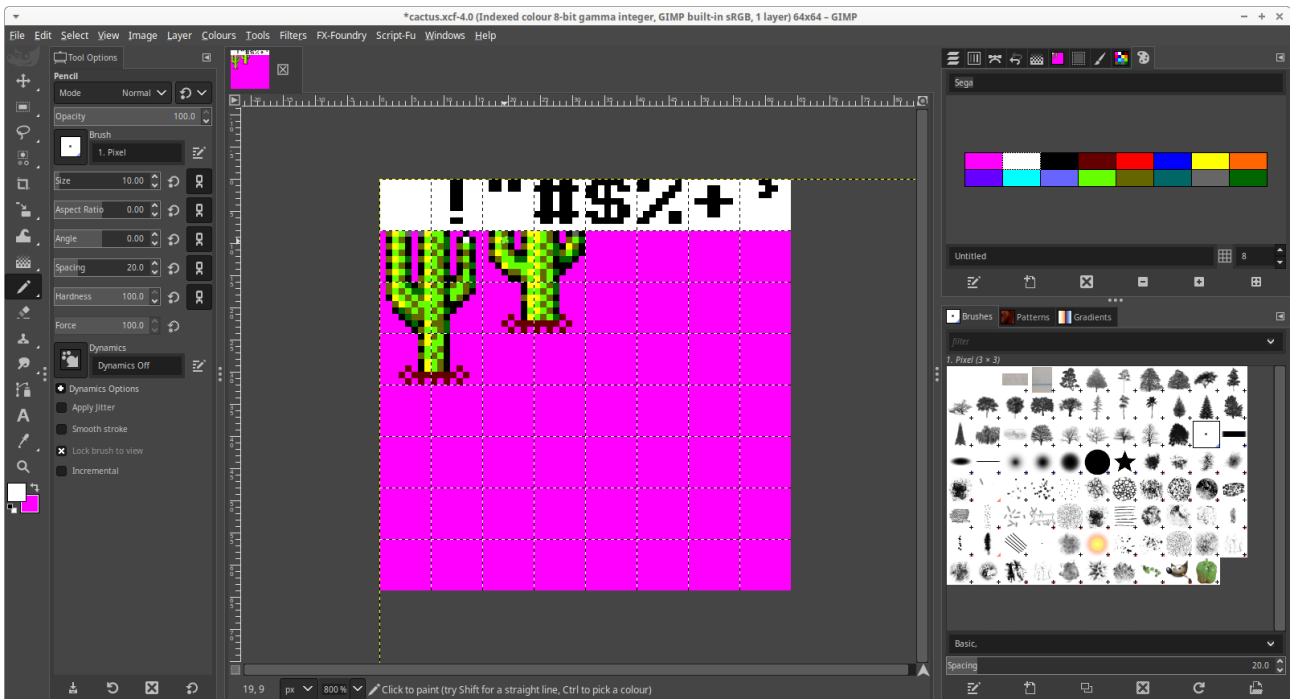 *cactus.xcf-4.0 (Indexed colour 8-bit gamma integer, GIMP built-in sRGB, 1 layer) 64x64 – GIMP
File Edit Select View Image Layer Colours Tools Filters FX-Foundry Script-Fu Windows Help
Tool Options
Pencil
Mode Normal
Opacity 100.0
Brush
1. Pixel
Size 10.00
Aspect Ratio 0.00
Angle 0.00
Spacing 20.0
Hardness 100.0
Force 100.0
Dynamics
Dynamics Off
Dynamics Options
Apply Jitter
Smooth stroke
Lock brush to view
Incremental
! " # $ % + ’
19, 9 px 800 % Click to paint (try Shift for a straight line, Ctrl to pick a colour)
Sega
Untitled 8
Brushes Patterns Gradients
filter
1. Pixel (3 × 3)
Basic,
Spacing 20.0